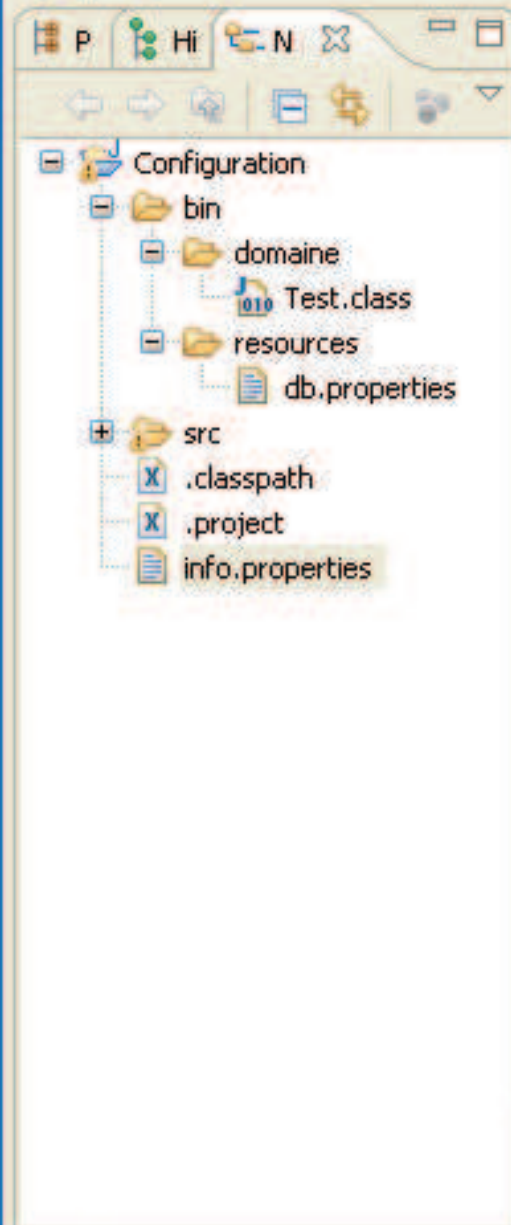 P Hi N
Configuration
bin
domaine
Test.class
resources
db.properties
src
.classpath
.project
info.properties